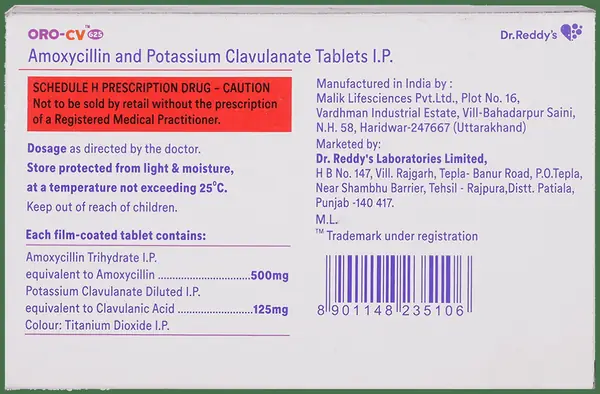 ORO-CV™ 625
Dr.Reddy's
Amoxycillin and Potassium Clavulanate Tablets I.P.
SCHEDULE H PRESCRIPTION DRUG – CAUTION
Not to be sold by retail without the prescription
of a Registered Medical Practitioner.
Dosage as directed by the doctor.
Store protected from light & moisture,
at a temperature not exceeding 25°C.
Keep out of reach of children.
Each film-coated tablet contains:
Amoxycillin Trihydrate I.P.
equivalent to Amoxycillin ..............................500mg
Potassium Clavulanate Diluted I.P.
equivalent to Clavulanic Acid ........................125mg
Colour: Titanium Dioxide I.P.
Manufactured in India by :
Malik Lifesciences Pvt.Ltd., Plot No. 16,
Vardhman Industrial Estate, Vill-Bahadarpur Saini,
N.H. 58, Haridwar-247667 (Uttarakhand)
Marketed by:
Dr. Reddy's Laboratories Limited,
H B No. 147, Vill. Rajgarh, Tepla- Banur Road, P.O.Tepla,
Near Shambhu Barrier, Tehsil - Rajpura,Distt. Patiala,
Punjab -140 417.
M.L.
™ Trademark under registration
8 901148 235106